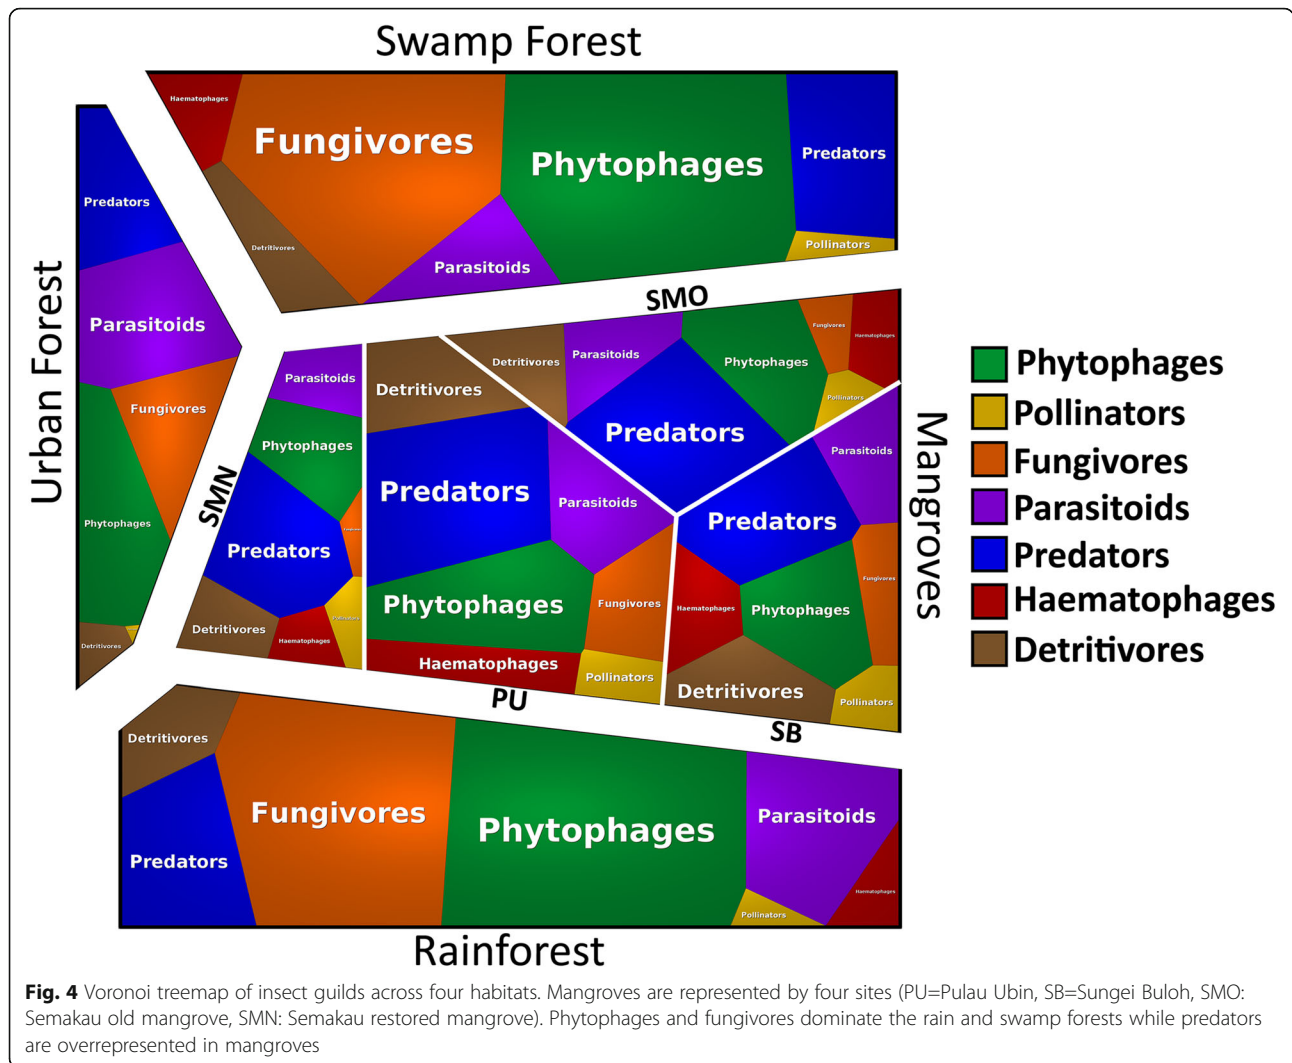 Swamp Forest
Haematophages
Fungivores
Phytophages
Predators
Detritivores
Parasitoids
Pollinators
Urban Forest
Predators
Parasitoids
Fungivores
Phytophages
Detritivores
SMO
SMN
PU
SB
Mangroves
Parasitoids
Phytophages
Predators
Detritivores
Haematophages
Pollinators
Detritivores
Predators
Parasitoids
Phytophages
Fungivores
Haematophages
Pollinators
Detritivores
Parasitoids
Phytophages
Fungivores
Haematophages
Pollinators
Predators
Parasitoids
Predators
Fungivores
Haematophages
Phytophages
Detritivores
Pollinators
Detritivores
Predators
Fungivores
Phytophages
Parasitoids
Haematophages
Pollinators
Rainforest
Phytophages
Pollinators
Fungivores
Parasitoids
Predators
Haematophages
Detritivores
Fig. 4 Voronoi treemap of insect guilds across four habitats. Mangroves are represented by four sites (PU=Pulau Ubin, SB=Sungei Buloh, SMO:
Semakau old mangrove, SMN: Semakau restored mangrove). Phytophages and fungivores dominate the rain and swamp forests while predators
are overrepresented in mangroves